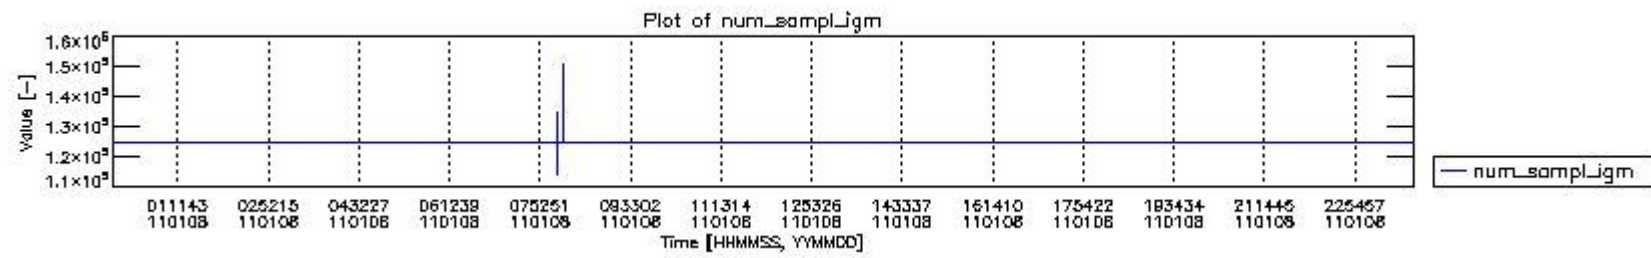 Plot of num_sampl_igm
1.6×10⁵
1.5×10⁵
1.4×10⁵
1.3×10⁵
1.2×10⁵
1.1×10⁵
Value [-]
011143 025215 043227 061239 075251 093302 111314 125326 143337 161410 175422 193434 211445 225457
110108 110108 110108 110108 110108 110108 110108 110108 110108 110108 110108 110108 110108 110108
Time [HHMMSS, YYMMDD]
num_sampl_igm